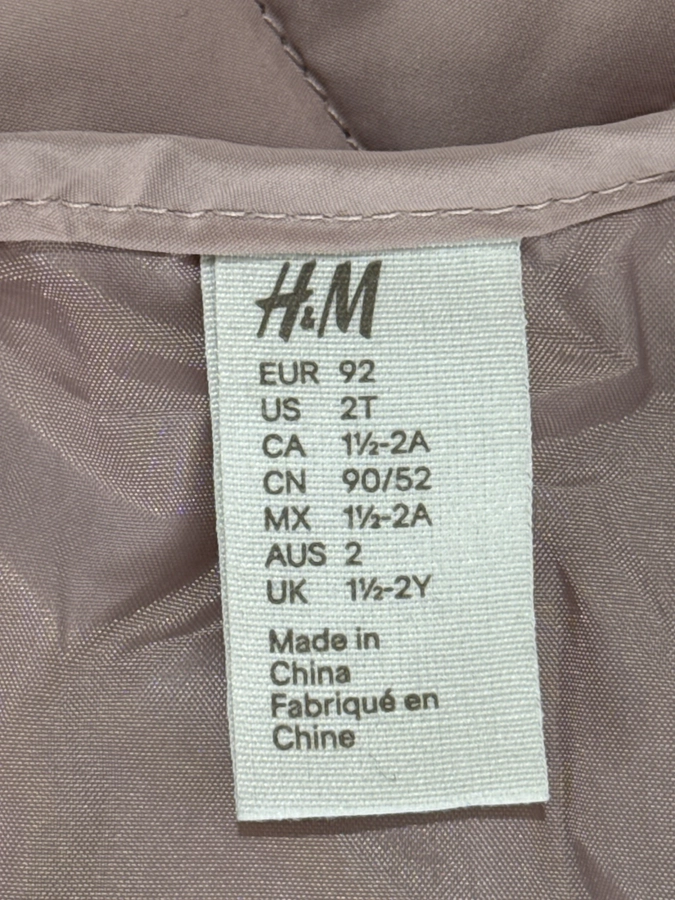 H&M
EUR 92
US 2T
CA 1½-2A
CN 90/52
MX 1½-2A
AUS 2
UK 1½-2Y
Made in
China
Fabriqué en
Chine